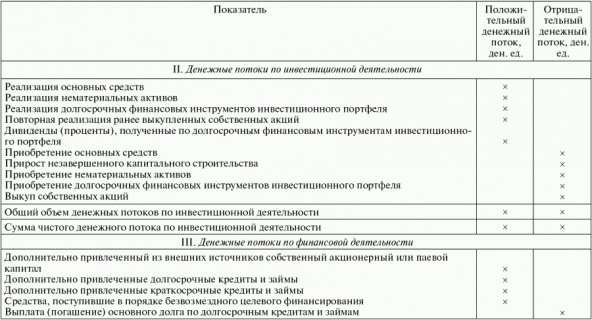 Показатель
Положи-
тельный
денежный
поток,
ден. ед.
Отрица-
тельный
денежный
поток, ден.
ед.
II. Денежные потоки по инвестиционной деятельности
Реализация основных средств ×
Реализация нематериальных активов ×
Реализация долгосрочных финансовых инструментов инвестиционного портфеля ×
Повторная реализация ранее выкупленных собственных акций ×
Дивиденды (проценты), полученные по долгосрочным финансовым инструментам инвестиционно-
го портфеля ×
Приобретение основных средств ×
Прирост незавершенного капитального строительства ×
Приобретение нематериальных активов ×
Приобретение долгосрочных финансовых инструментов инвестиционного портфеля ×
Выкуп собственных акций ×
Общий объем денежных потоков по инвестиционной деятельности × ×
Сумма чистого денежного потока по инвестиционной деятельности × ×
III. Денежные потоки по финансовой деятельности
Дополнительно привлеченный из внешних источников собственный акционерный или паевой
капитал ×
Дополнительно привлеченные долгосрочные кредиты и займы ×
Дополнительно привлеченные краткосрочные кредиты и займы ×
Средства, поступившие в порядке безвозмездного целевого финансирования ×
Выплата (погашение) основного долга по долгосрочным кредитам и займам ×